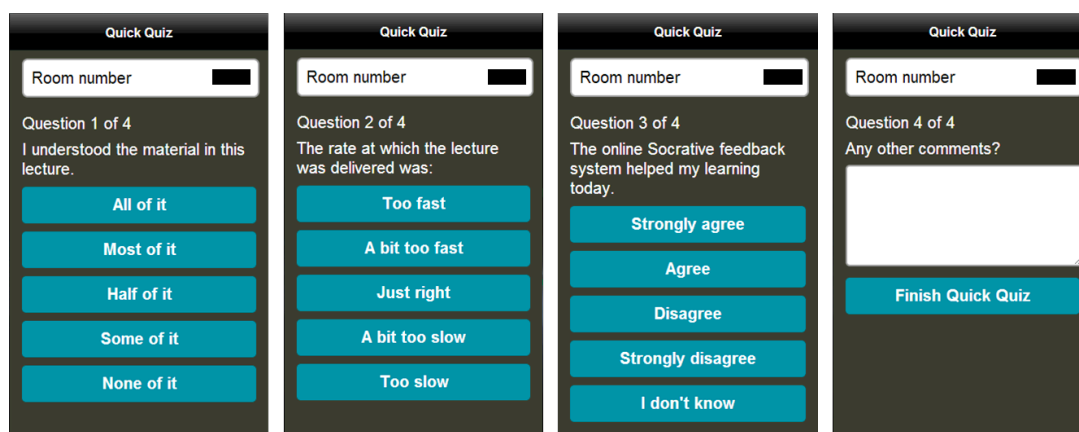 Quick Quiz
Room number
Question 1 of 4
I understood the material in this
lecture.
All of it
Most of it
Half of it
Some of it
None of it
Quick Quiz
Room number
Question 2 of 4
The rate at which the lecture
was delivered was:
Too fast
A bit too fast
Just right
A bit too slow
Too slow
Quick Quiz
Room number
Question 3 of 4
The online Socrative feedback
system helped my learning
today.
Strongly agree
Agree
Disagree
Strongly disagree
I don't know
Quick Quiz
Room number
Question 4 of 4
Any other comments?
Finish Quick Quiz